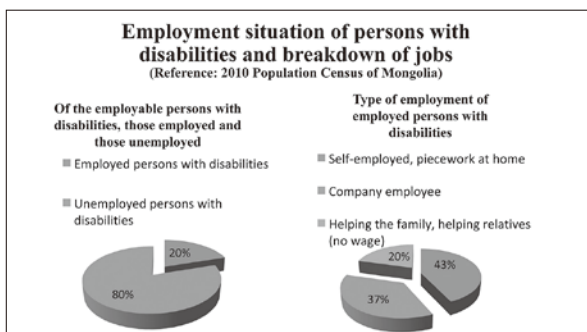 Employment situation of persons with
disabilities and breakdown of jobs
(Reference: 2010 Population Census of Mongolia)
Of the employable persons with
disabilities, those employed and
those unemployed
Employed persons with disabilities
Unemployed persons with
disabilities
20%
80%
Type of employment of
employed persons with
disabilities
Self-employed, piecework at home
Company employee
Helping the family, helping relatives
(no wage)
20%
43%
37%